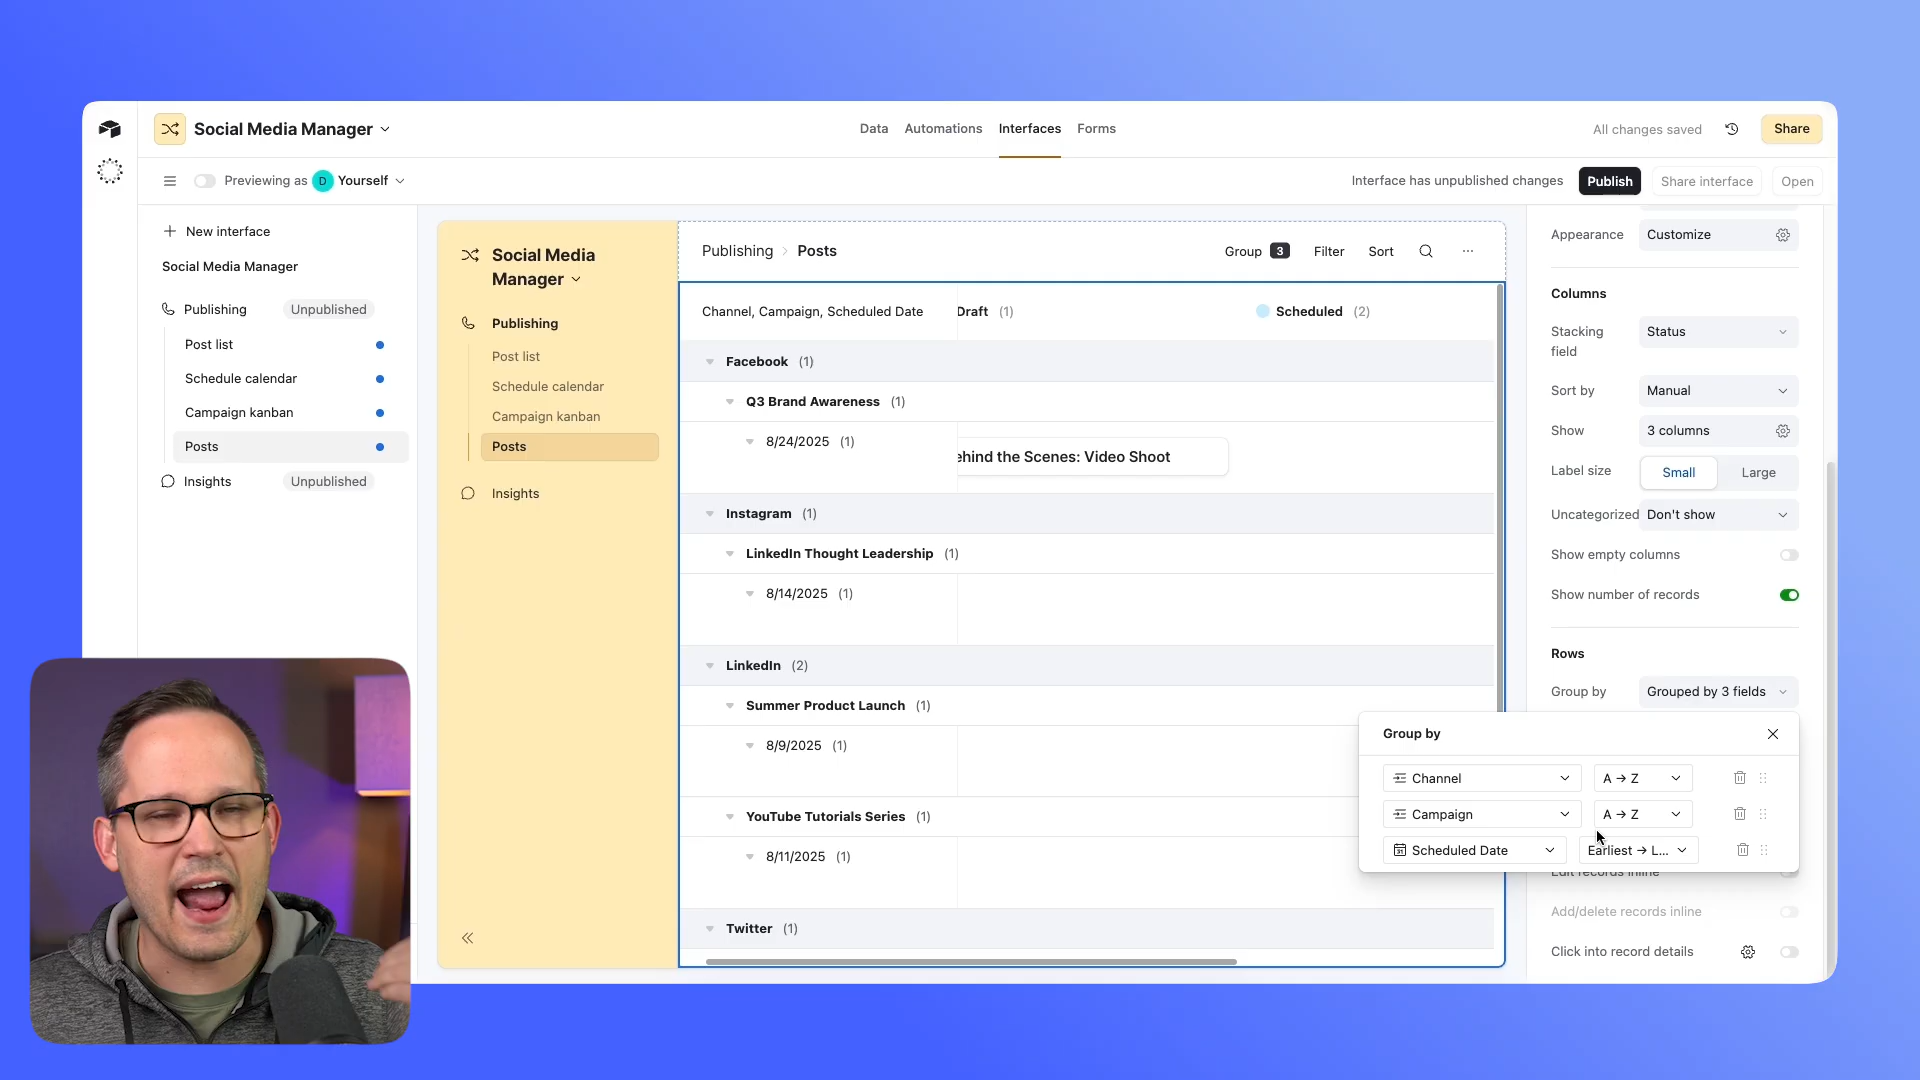 Social Media Manager
Data
Automations
Interfaces
Forms
All changes saved
Share
Previewing as
D
Yourself
Interface has unpublished changes
Publish
Share interface
Open
New interface
Social Media Manager
Publishing
Unpublished
Post list
Schedule calendar
Campaign kanban
Posts
Insights
Unpublished
Social Media
Manager
Publishing
Post list
Schedule calendar
Campaign kanban
Posts
Insights
Publishing > Posts
Group 3
Filter
Sort
Channel, Campaign, Scheduled Date
Draft (1)
Scheduled (2)
Facebook (1)
Q3 Brand Awareness (1)
8/24/2025 (1)
ehind the Scenes: Video Shoot
Instagram (1)
LinkedIn Thought Leadership (1)
8/14/2025 (1)
LinkedIn (2)
Summer Product Launch (1)
8/9/2025 (1)
YouTube Tutorials Series (1)
8/11/2025 (1)
Twitter (1)
Appearance
Customize
Columns
Stacking
field
Status
Sort by
Manual
Show
3 columns
Label size
Small
Large
Uncategorized
Don't show
Show empty columns
Show number of records
Rows
Group by
Grouped by 3 fields
Group by
Channel
A → Z
Campaign
A → Z
Scheduled Date
Earliest → L...
Edit records inline
Add/delete records inline
Click into record details